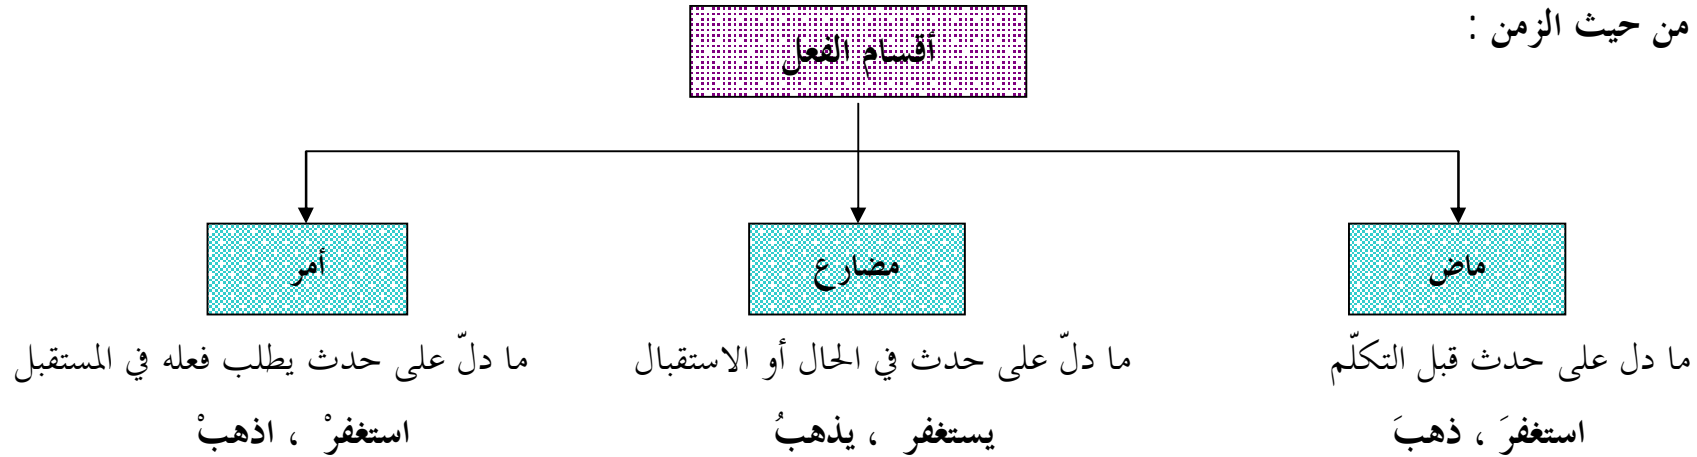 من حيث الزمن :
أقسام الفعل
ماض
مضارع
أمر
ما دل على حدث قبل التكلّم
ما دلّ على حدث في الحال أو الاستقبال
ما دلّ على حدث يطلب فعله في المستقبل
استغفرَ ، ذهبَ
يستغفر ، يذهبُ
استغفرْ ، اذهبْ